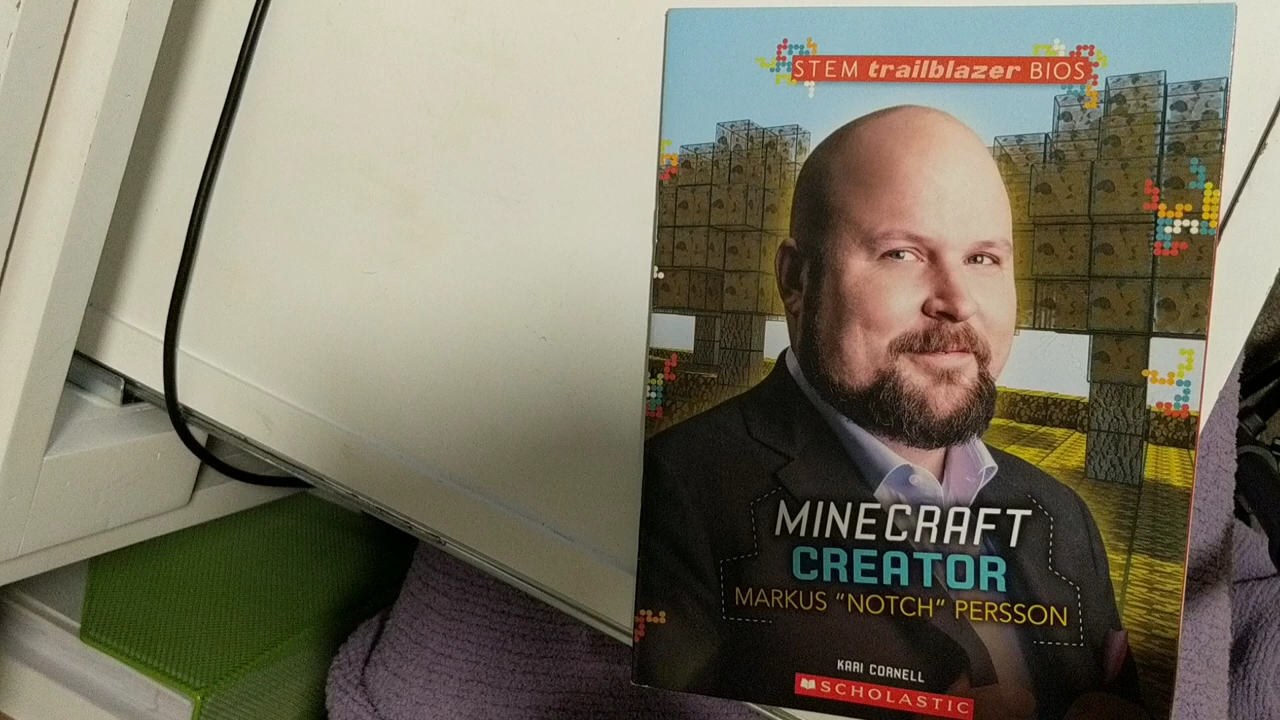 STEM trailblazer BIOS
MINECRAFT
CREATOR
MARKUS "NOTCH" PERSSON
KARI CORNELL
SCHOLASTIC